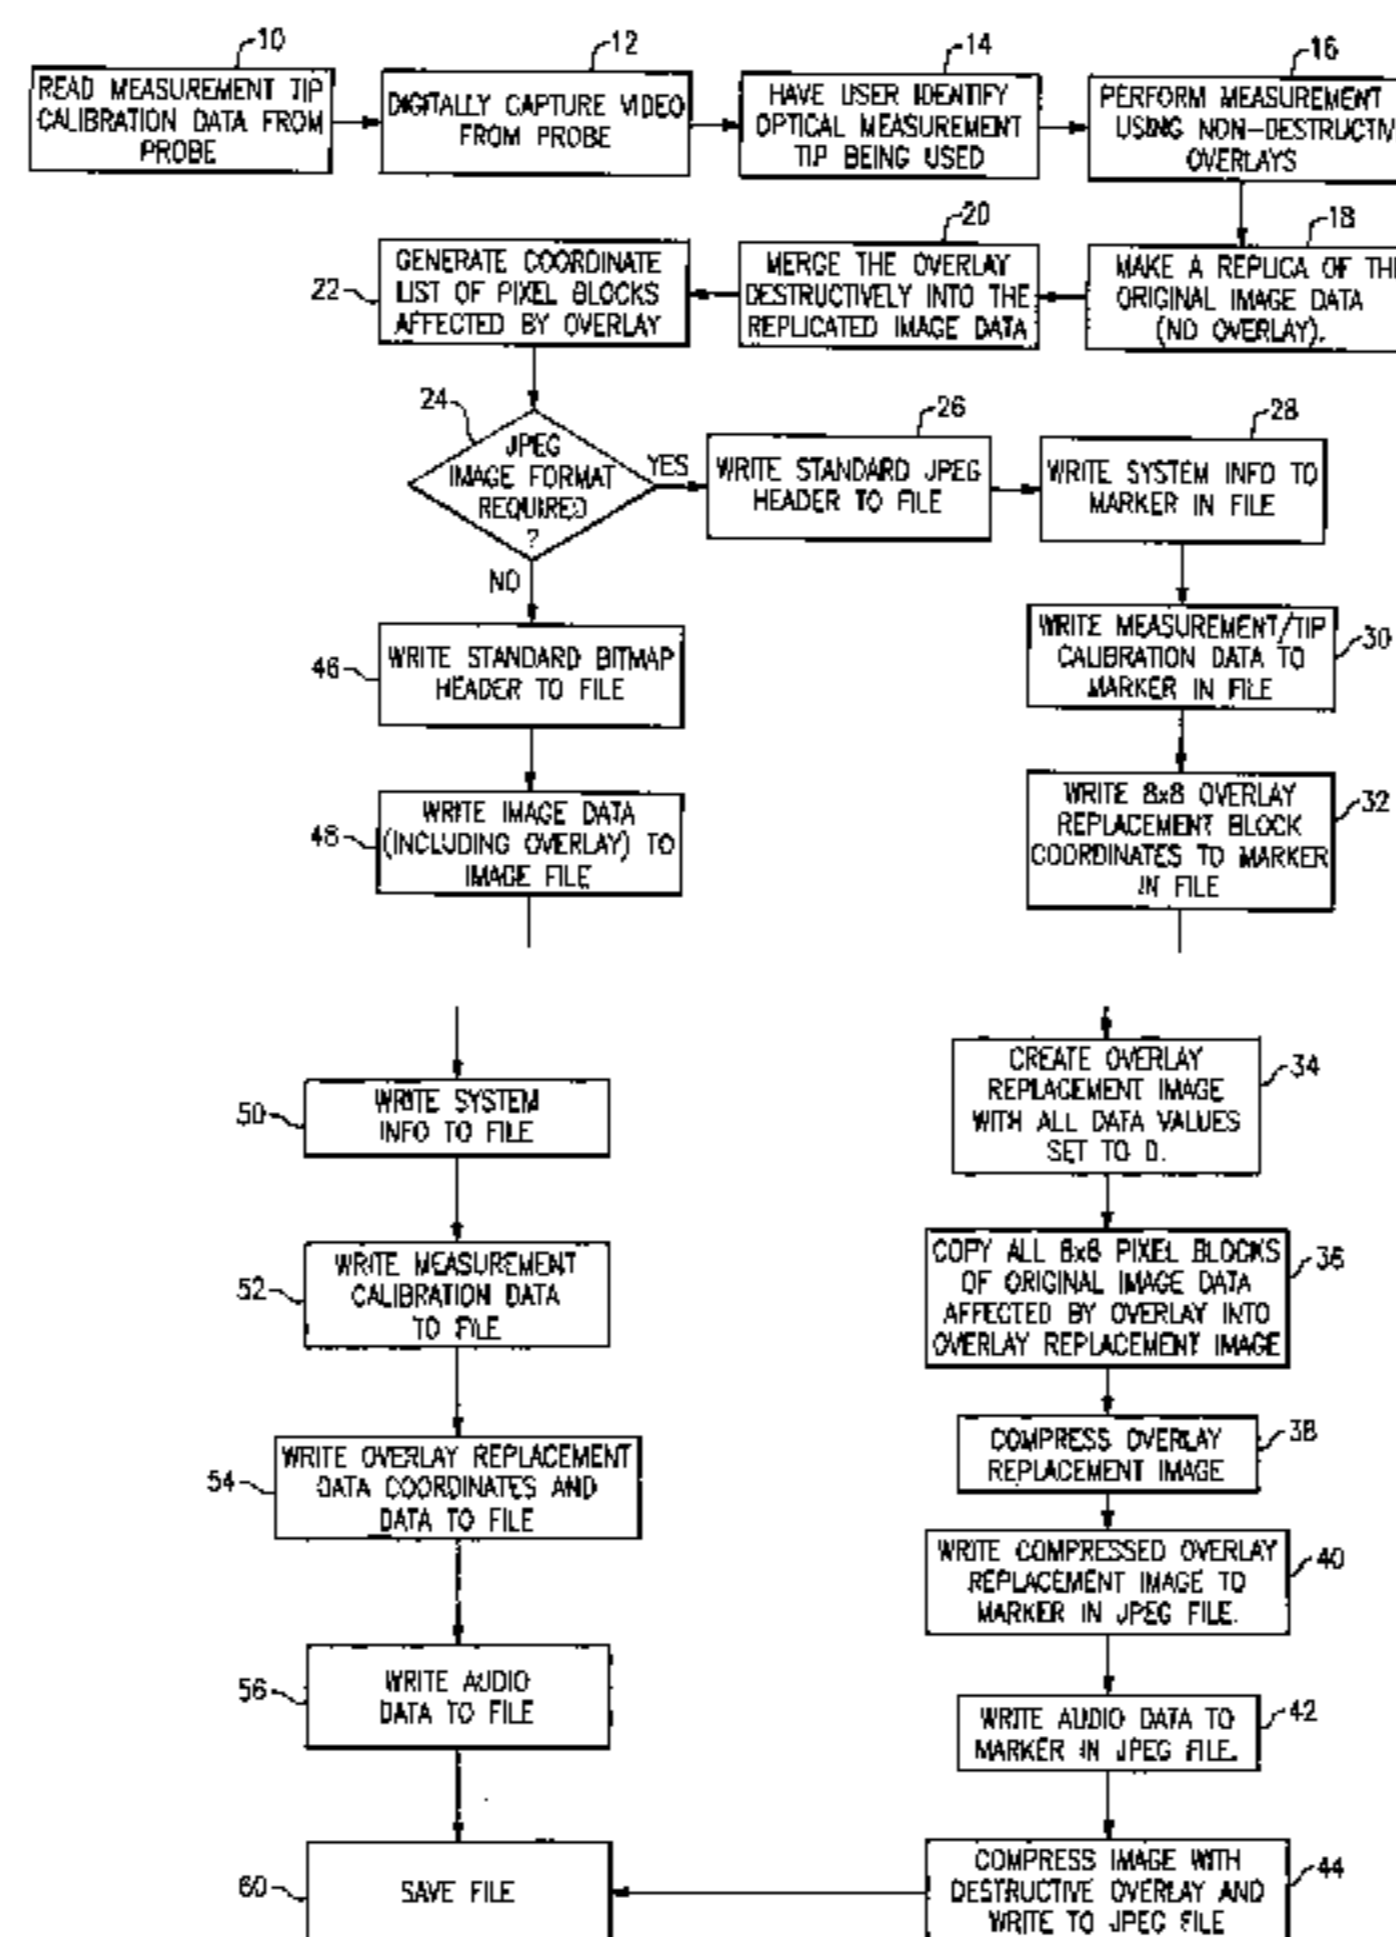 10
12
14
16
READ MEASUREMENT TIP
CALIBRATION DATA FROM
PROBE
DIGITALLY CAPTURE VIDEO
FROM PROBE
HAVE USER IDENTIFY
OPTICAL MEASUREMENT
TIP BEING USED
PERFORM MEASUREMENT
USING NON-DESTRUCTIV
OVERLAYS
22
GENERATE COORDINATE
LIST OF PIXEL BLOCKS
AFFECTED BY OVERLAY
20
MERGE THE OVERLAY
DESTRUCTIVELY INTO THE
REPLICATED IMAGE DATA
18
MAKE A REPLICA OF THE
ORIGINAL IMAGE DATA
(NO OVERLAY).
24
JPEG
IMAGE FORMAT
REQUIRED
?
YES
NO
26
WRITE STANDARD JPEG
HEADER TO FILE
28
WRITE SYSTEM INFO TO
MARKER IN FILE
46
WRITE STANDARD BITMAP
HEADER TO FILE
WRITE MEASUREMENT/TIP
CALIBRATION DATA TO
MARKER IN FILE
30
48
WRITE IMAGE DATA
(INCLUDING OVERLAY) TO
IMAGE FILE
WRITE 8x8 OVERLAY
REPLACEMENT BLOCK
COORDINATES TO MARKER
IN FILE
32
50
WRITE SYSTEM
INFO TO FILE
CREATE OVERLAY
REPLACEMENT IMAGE
WITH ALL DATA VALUES
SET TO 0.
34
52
WRITE MEASUREMENT
CALIBRATION DATA
TO FILE
COPY ALL 8x8 PIXEL BLOCKS
OF ORIGINAL IMAGE DATA
AFFECTED BY OVERLAY INTO
OVERLAY REPLACEMENT IMAGE
36
54
WRITE OVERLAY REPLACEMENT
DATA COORDINATES AND
DATA TO FILE
COMPRESS OVERLAY
REPLACEMENT IMAGE
38
WRITE COMPRESSED OVERLAY
REPLACEMENT IMAGE TO
MARKER IN JPEG FILE.
40
56
WRITE AUDIO
DATA TO FILE
WRITE AUDIO DATA TO
MARKER IN JPEG FILE.
42
60
SAVE FILE
COMPRESS IMAGE WITH
DESTRUCTIVE OVERLAY AND
WRITE TO JPEG FILE
44